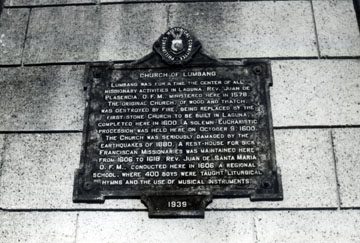 CHURCH OF LUMBANG
LUMBANG WAS FOR A TIME THE CENTER OF ALL
MISSIONARY ACTIVITIES IN LAGUNA. REV. JUAN DE
PLASENCIA, O.F.M., MINISTERED HERE IN 1578.
THE ORIGINAL CHURCH, OF WOOD AND THATCH,
WAS DESTROYED BY FIRE, BEING REPLACED BY THE
FIRST STONE CHURCH TO BE BUILT IN LAGUNA,
COMPLETED HERE IN 1600. A SOLEMN EUCHARISTIC
PROCESSION WAS HELD HERE ON OCTOBER 9, 1600.
THE CHURCH WAS SERIOUSLY DAMAGED BY THE
EARTHQUAKES OF 1880. A REST-HOUSE FOR SICK
FRANCISCAN MISSIONARIES WAS MAINTAINED HERE
FROM 1606 TO 1618. REV. JUAN DE SANTA MARIA,
O.F.M., CONDUCTED HERE IN 1606 A REGIONAL
SCHOOL, WHERE 400 BOYS WERE TAUGHT LITURGICAL
HYMNS AND THE USE OF MUSICAL INSTRUMENTS.
1939